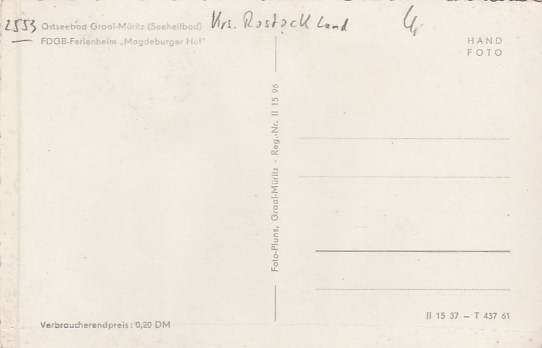 2553 Ostseebad Graal-Müritz (Seeheilbad) Krs. Rostock Land
FDGB-Ferienheim „Magdeburger Hof"
HAND
FOTO
Foto-Pluns, Graal-Müritz - Reg.-Nr. II 15 96
II 15 37 – T 437 61
Verbraucherendpreis: 0,20 DM